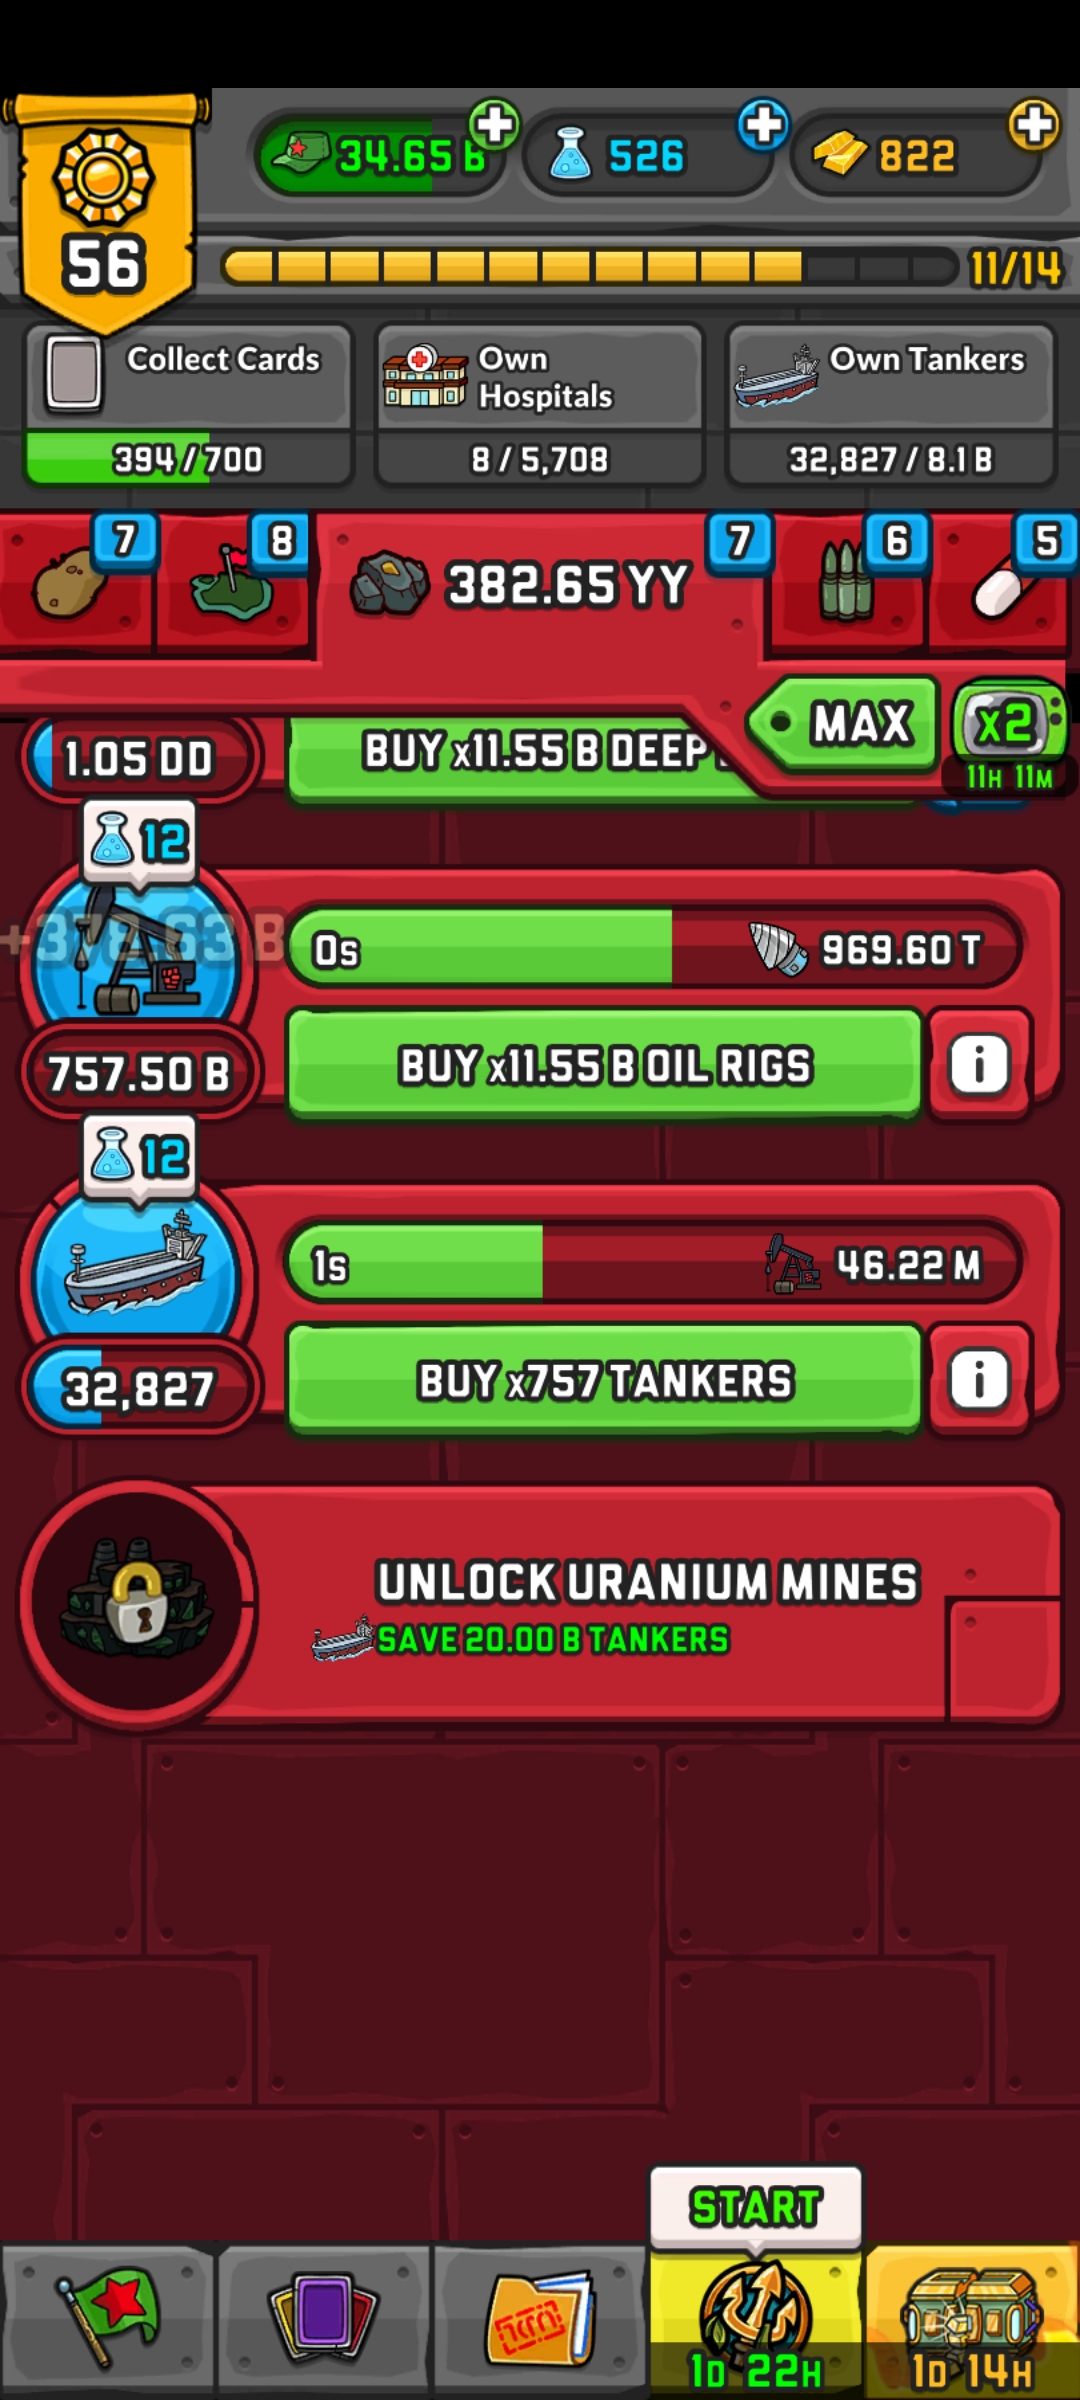 34.65 B
526
822
56
11/14
Collect Cards
394/700
Own
Hospitals
8/5,708
Own Tankers
32,827/8.1 B
7
8
382.65 YY
7
6
5
MAX
x2
11H 11M
1.05 DD
BUY x11.55 B DEEP
12
+378.63 B
0s
969.60 T
757.50 B
BUY x11.55 B OIL RIGS
i
12
1s
46.22 M
32,827
BUY x757 TANKERS
i
UNLOCK URANIUM MINES
SAVE 20.00 B TANKERS
START
1D 22H
1D 14H